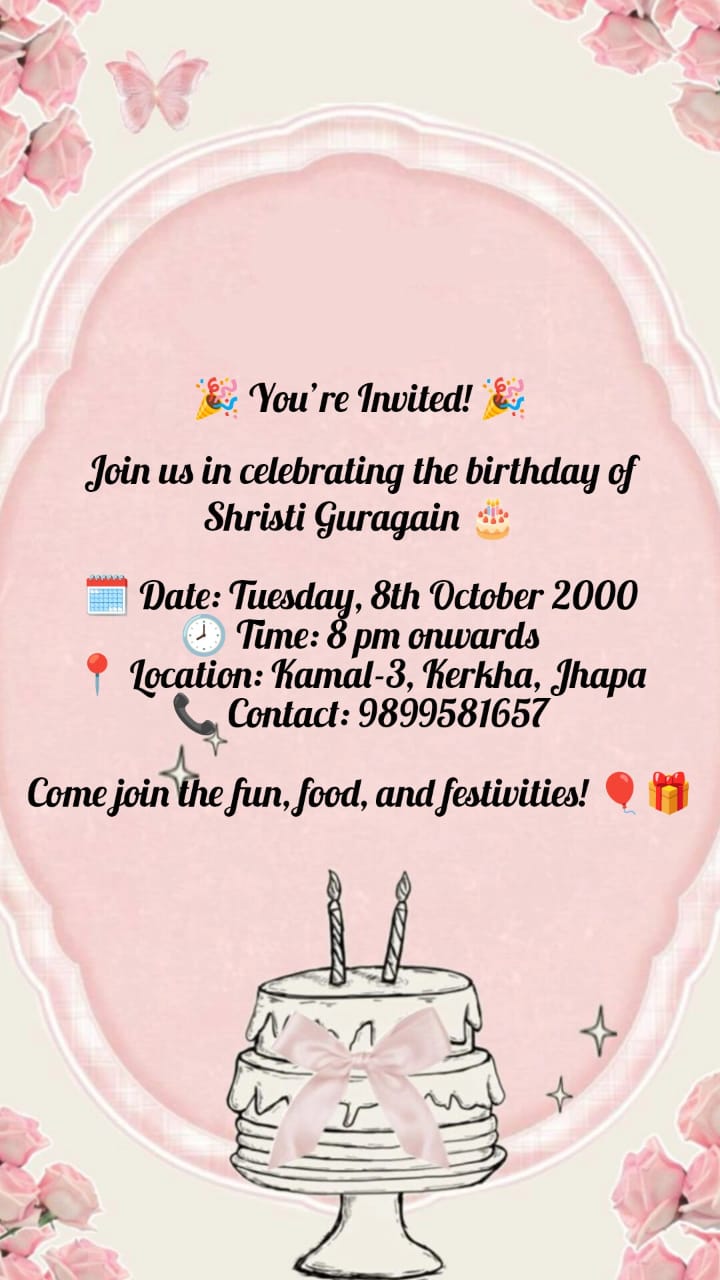 🎉 You’re Invited! 🎉
Join us in celebrating the birthday of
Shristi Guragain 🎂
🗓️ Date: Tuesday, 8th October 2000
🕗 Time: 8 pm onwards
📍 Location: Kamal-3, Kerkha, Jhapa
📞 Contact: 9899581657
Come join the fun, food, and festivities! 🎈🎁